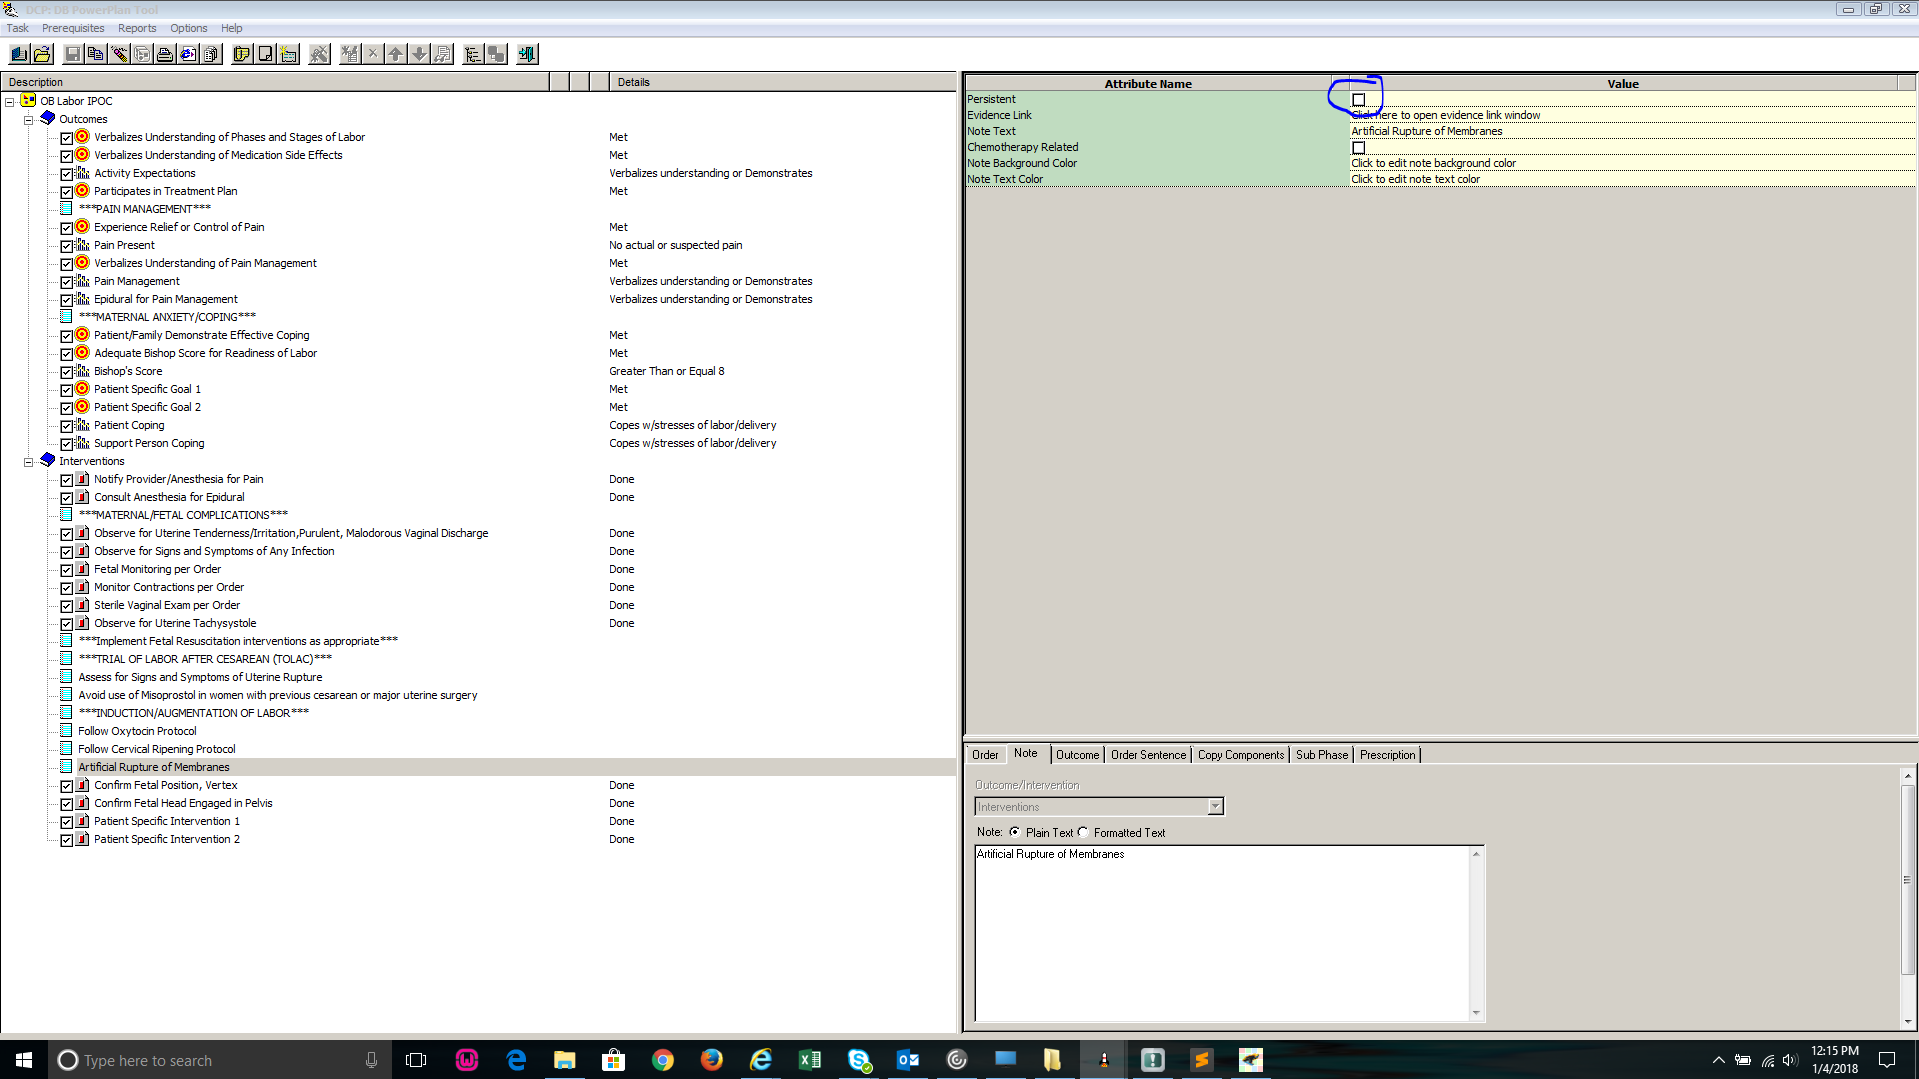 DCP: DB PowerPlan Tool
Task Prerequisites Reports Options Help
Description Details
OB Labor IPOC
Outcomes
Verbalizes Understanding of Phases and Stages of Labor Met
Verbalizes Understanding of Medication Side Effects Met
Activity Expectations Verbalizes understanding or Demonstrates
Participates in Treatment Plan Met
***PAIN MANAGEMENT***
Experience Relief or Control of Pain Met
Pain Present No actual or suspected pain
Verbalizes Understanding of Pain Management Met
Pain Management Verbalizes understanding or Demonstrates
Epidural for Pain Management Verbalizes understanding or Demonstrates
***MATERNAL ANXIETY/COPING***
Patient/Family Demonstrate Effective Coping Met
Adequate Bishop Score for Readiness of Labor Met
Bishop's Score Greater Than or Equal 8
Patient Specific Goal 1 Met
Patient Specific Goal 2 Met
Patient Coping Copes w/stresses of labor/delivery
Support Person Coping Copes w/stresses of labor/delivery
Interventions
Notify Provider/Anesthesia for Pain Done
Consult Anesthesia for Epidural Done
***MATERNAL/FETAL COMPLICATIONS***
Observe for Uterine Tenderness/Irritation,Purulent, Malodorous Vaginal Discharge Done
Observe for Signs and Symptoms of Any Infection Done
Fetal Monitoring per Order Done
Monitor Contractions per Order Done
Sterile Vaginal Exam per Order Done
Observe for Uterine Tachysystole Done
***Implement Fetal Resuscitation interventions as appropriate***
***TRIAL OF LABOR AFTER CESAREAN (TOLAC)***
Assess for Signs and Symptoms of Uterine Rupture
Avoid use of Misoprostol in women with previous cesarean or major uterine surgery
***INDUCTION/AUGMENTATION OF LABOR***
Follow Oxytocin Protocol
Follow Cervical Ripening Protocol
Artificial Rupture of Membranes
Confirm Fetal Position, Vertex Done
Confirm Fetal Head Engaged in Pelvis Done
Patient Specific Intervention 1 Done
Patient Specific Intervention 2 Done
Attribute Name Value
Persistent
Evidence Link Click here to open evidence link window
Note Text Artificial Rupture of Membranes
Chemotherapy Related
Note Background Color Click to edit note background color
Note Text Color Click to edit note text color
Order Note Outcome Order Sentence Copy Components Sub Phase Prescription
Outcome/Intervention
Interventions
Note: Plain Text Formatted Text
Artificial Rupture of Membranes
Type here to search
12:15 PM
1/4/2018